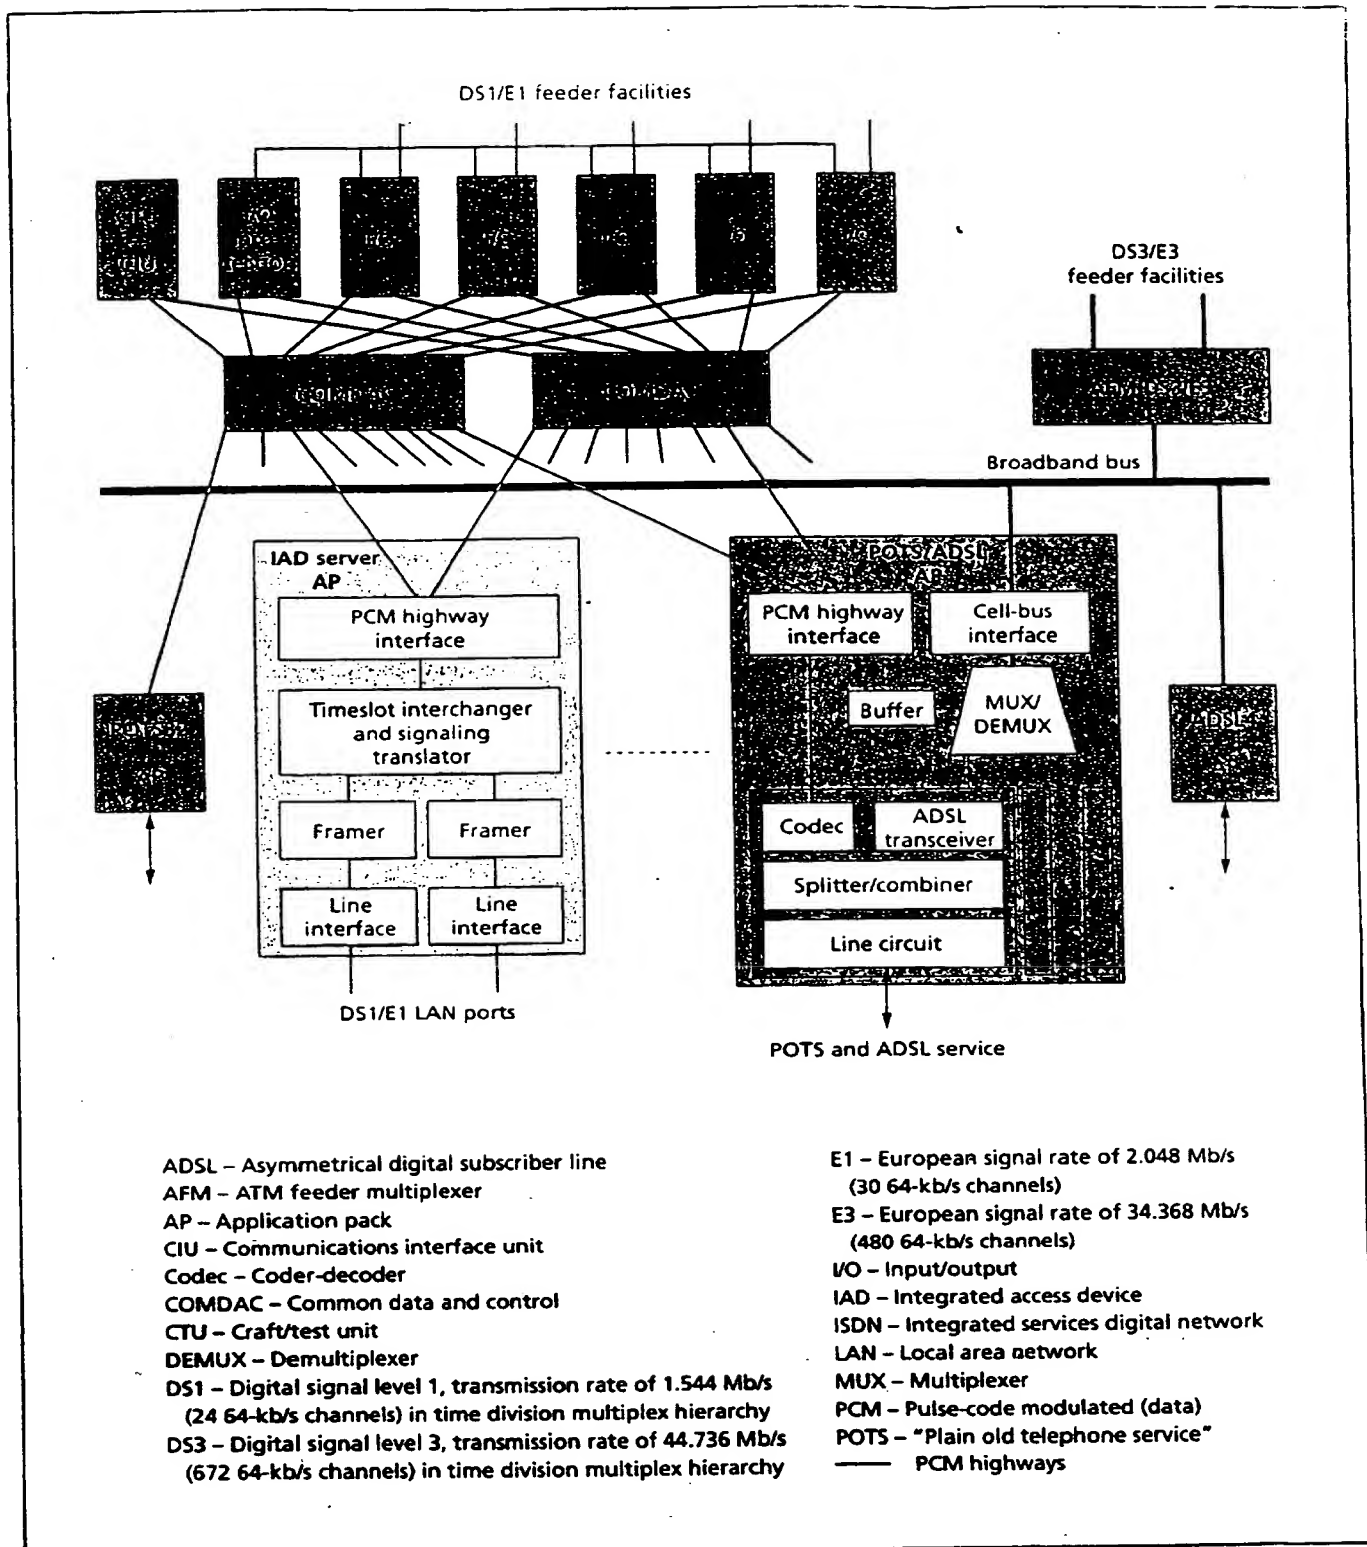 DS1/E1 feeder facilities
DS3/E3
feeder facilities
Broadband bus
IAD server
AP
PCM highway
interface
Timeslot interchanger
and signaling
translator
Framer
Framer
Line
interface
Line
interface
DS1/E1 LAN ports
POTS/ADSL
AP
PCM highway
interface
Cell-bus
interface
Buffer
MUX/
DEMUX
Codec
ADSL
transceiver
Splitter/combiner
Line circuit
POTS and ADSL service
ADSL
ADSL – Asymmetrical digital subscriber line
AFM – ATM feeder multiplexer
AP – Application pack
CIU – Communications interface unit
Codec – Coder-decoder
COMDAC – Common data and control
CTU – Craft/test unit
DEMUX – Demultiplexer
DS1 – Digital signal level 1, transmission rate of 1.544 Mb/s
(24 64-kb/s channels) in time division multiplex hierarchy
DS3 – Digital signal level 3, transmission rate of 44.736 Mb/s
(672 64-kb/s channels) in time division multiplex hierarchy
E1 – European signal rate of 2.048 Mb/s
(30 64-kb/s channels)
E3 – European signal rate of 34.368 Mb/s
(480 64-kb/s channels)
I/O – Input/output
IAD – Integrated access device
ISDN – Integrated services digital network
LAN – Local area network
MUX – Multiplexer
PCM – Pulse-code modulated (data)
POTS – "Plain old telephone service"
PCM highways